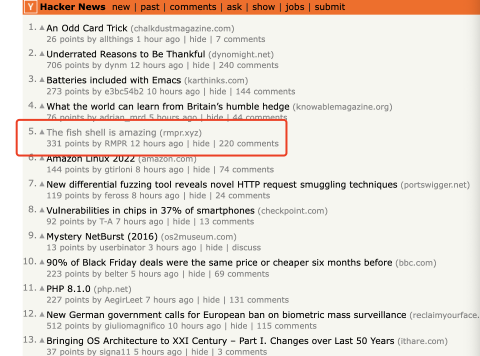 Y Hacker News new | past | comments | ask | show | jobs | submit
1. An Odd Card Trick (chalkdustmagazine.com)
26 points by allthings 1 hour ago | hide | 7 comments
2. Underrated Reasons to Be Thankful (dynomight.net)
706 points by dynm 12 hours ago | hide | 240 comments
3. Batteries included with Emacs (karthinks.com)
273 points by e3bc54b2 10 hours ago | hide | 144 comments
4. What the world can learn from Britain's humble hedge (knowablemagazine.org)
76 points by adrian_mrd 5 hours ago | hide | 44 comments
5. The fish shell is amazing (rmpr.xyz)
331 points by RMPR 12 hours ago | hide | 220 comments
6. Amazon Linux 2022 (amazon.com)
144 points by gtirloni 8 hours ago | hide | 74 comments
7. New differential fuzzing tool reveals novel HTTP request smuggling techniques (portswigger.net)
119 points by feross 8 hours ago | hide | 24 comments
8. Vulnerabilities in chips in 37% of smartphones (checkpoint.com)
92 points by T-A 7 hours ago | hide | 13 comments
9. Mystery NetBurst (2016) (os2museum.com)
13 points by userbinator 3 hours ago | hide | discuss
10. 90% of Black Friday deals were the same price or cheaper six months before (bbc.com)
223 points by belter 5 hours ago | hide | 69 comments
11. PHP 8.1.0 (php.net)
227 points by AegirLeet 7 hours ago | hide | 131 comments
12. New German government calls for European ban on biometric mass surveillance (reclaimyourface.
512 points by giuliomagnifico 10 hours ago | hide | 115 comments
13. Bringing OS Architecture to XXI Century – Part I. Changes over Last 50 Years (ithare.com)
37 points by signa11 5 hours ago | hide | 3 comments